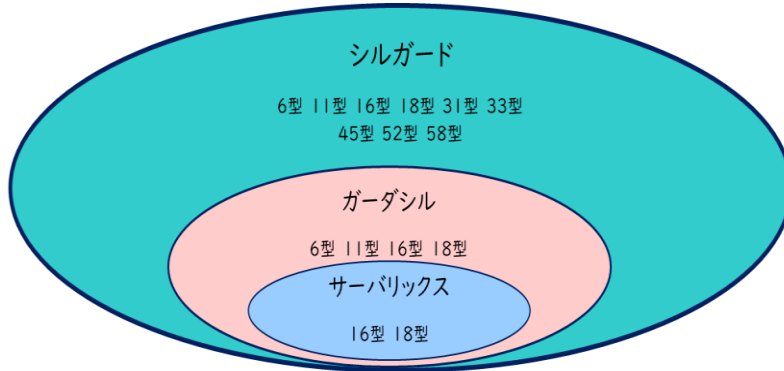 シルガード
6型 11型 16型 18型 31型 33型
45型 52型 58型
ガーダシル
6型 11型 16型 18型
サーバリックス
16型 18型